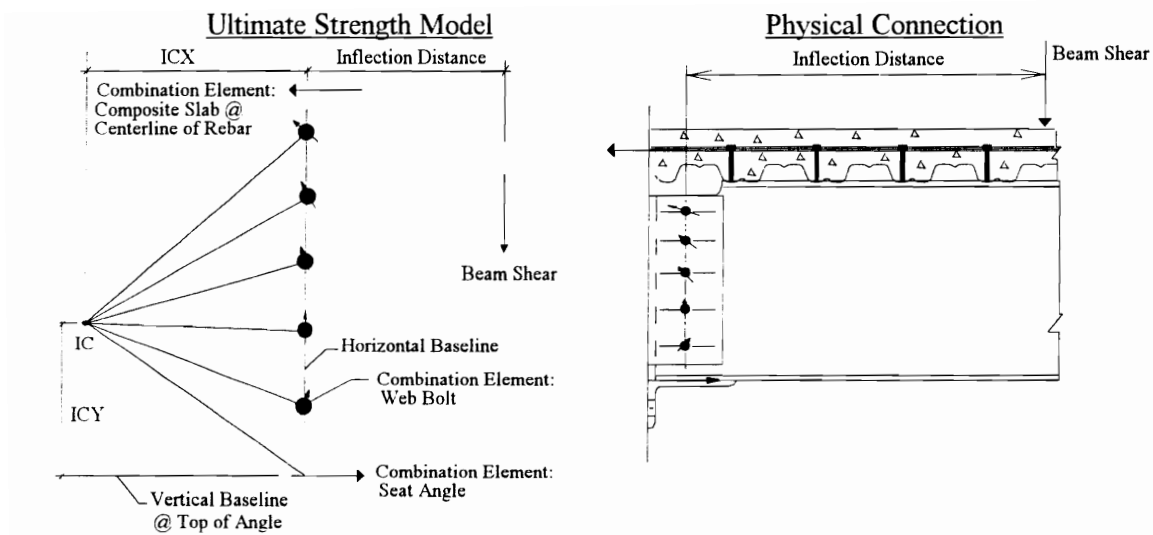 Ultimate Strength Model
ICX
Inflection Distance
Combination Element:
Composite Slab @
Centerline of Rebar
Beam Shear
IC
Horizontal Baseline
Combination Element:
Web Bolt
ICY
Combination Element:
Seat Angle
Vertical Baseline
@ Top of Angle
Physical Connection
Inflection Distance
Beam Shear